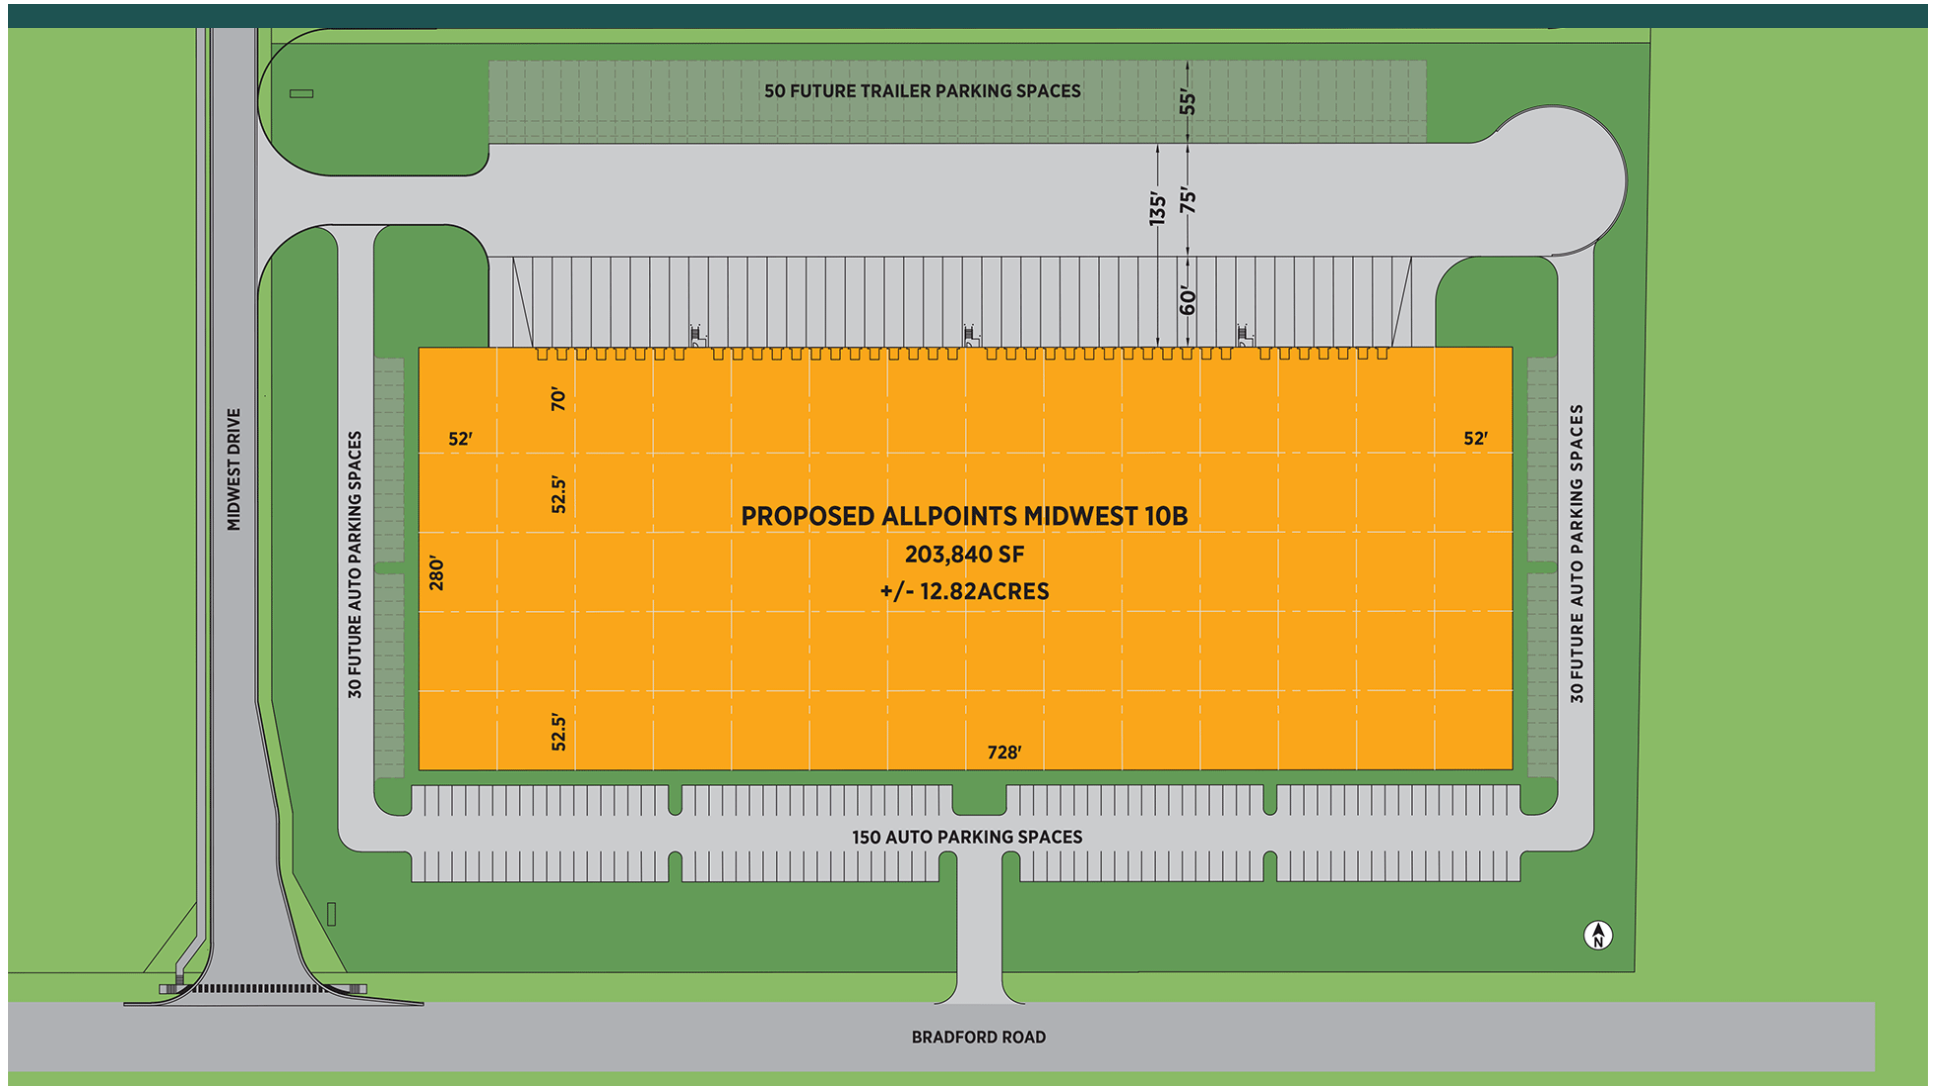 50 FUTURE TRAILER PARKING SPACES
55'
135'
75'
60'
MIDWEST DRIVE
30 FUTURE AUTO PARKING SPACES
70'
52'
52'
52.5'
PROPOSED ALLPOINTS MIDWEST 10B
203,840 SF
+/- 12.82ACRES
280'
52.5'
728'
30 FUTURE AUTO PARKING SPACES
150 AUTO PARKING SPACES
N
BRADFORD ROAD